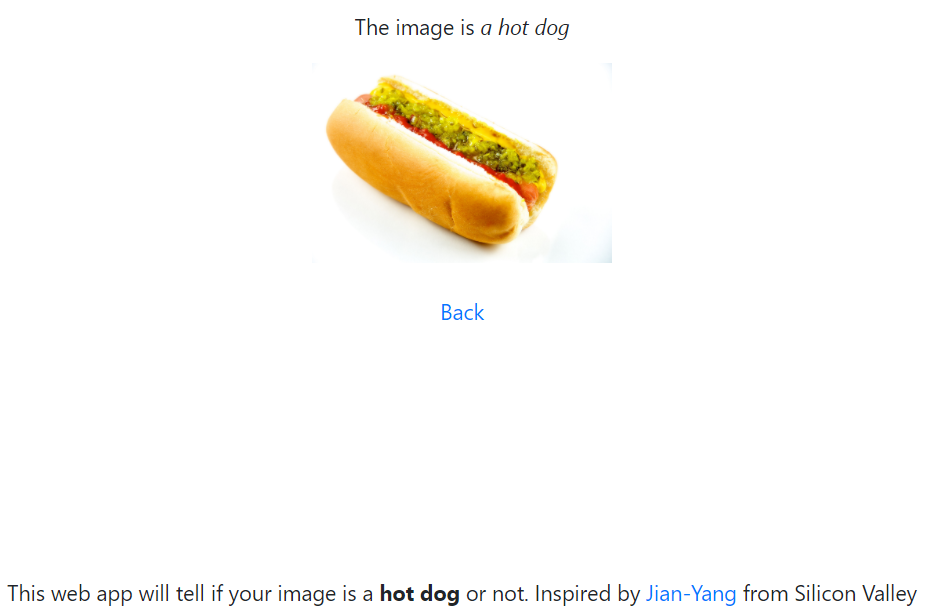 The image is a hot dog
Back
This web app will tell if your image is a hot dog or not. Inspired by Jian-Yang from Silicon Valley